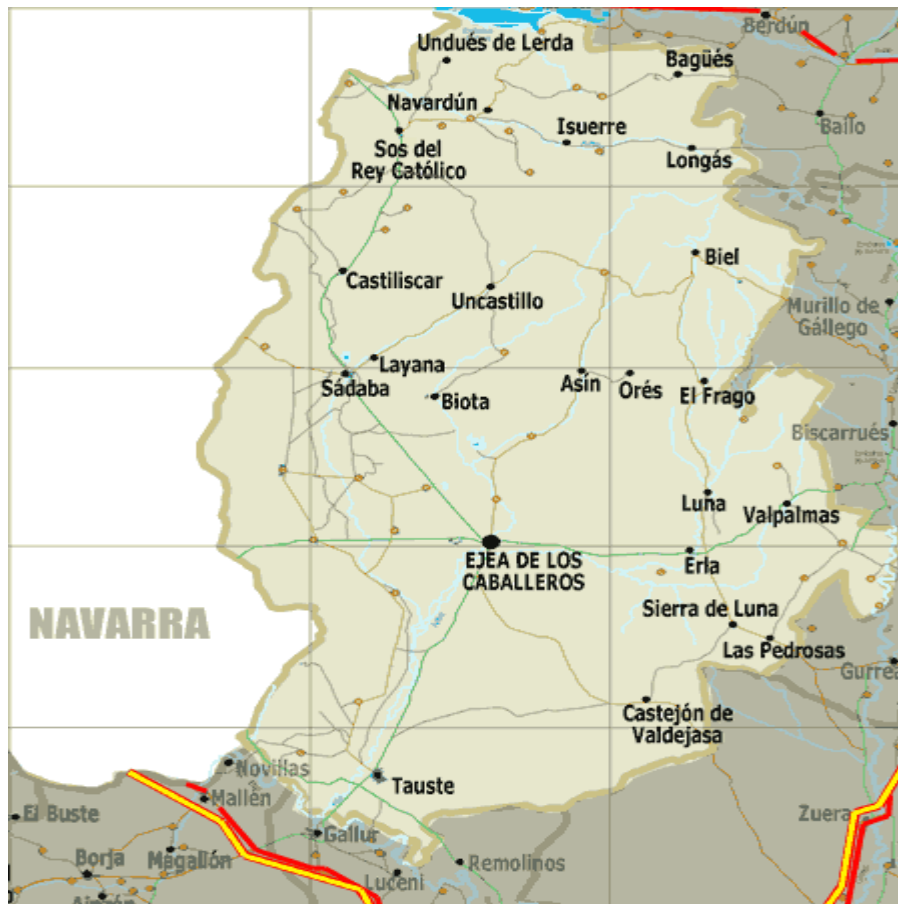 Berdún
Undués de Lerda
Bagüés
Navardún
Bailo
Isuerre
Sos del
Rey Católico
Longás
Biel
Castiliscar
Uncastillo
Murillo de
Gállego
Layana
Sádaba
Asín
Orés
El Frago
Biota
Biscarrués
Luna
Valpalmas
EJEA DE LOS
CABALLEROS
Erla
NAVARRA
Sierra de Luna
Las Pedrosas
Gurrea
Castejón de
Valdejasa
Novillas
Tauste
Mallén
El Buste
Zuera
Gallur
Borja
Magallón
Remolinos
Luceni